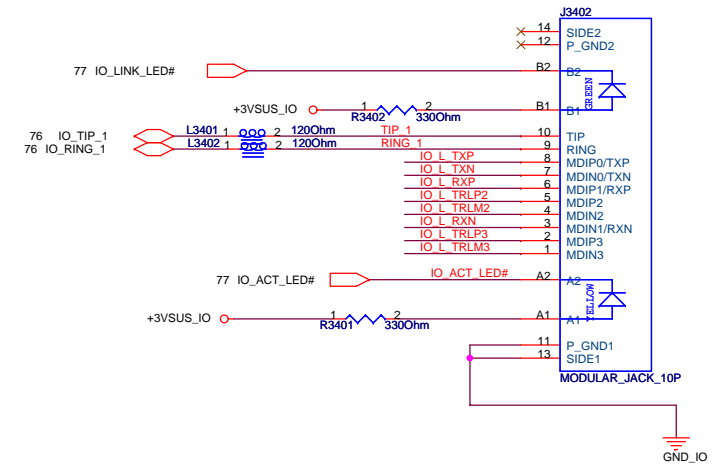 J3402
14 SIDE2
12 P_GND2
77 IO_LINK_LED# B2 B2
GREEN
+3VSUS_IO 1 2 B1 B1
R3402 330Ohm
76 IO_TIP_1 L3401 1 2 120Ohm TIP_1 10 TIP
76 IO_RING_1 L3402 1 2 120Ohm RING_1 9 RING
IO_L_TXP 8 MDIP0/TXP
IO_L_TXN 7 MDIN0/TXN
IO_L_RXP 6 MDIP1/RXP
IO_L_TRLP2 5 MDIP2
IO_L_TRLM2 4 MDIN2
IO_L_RXN 3 MDIN1/RXN
IO_L_TRLP3 2 MDIP3
IO_L_TRLM3 1 MDIN3
77 IO_ACT_LED# IO_ACT_LED# A2 A2
YELLOW
+3VSUS_IO 1 2 A1 A1
R3401 330Ohm
11 P_GND1
13 SIDE1
MODULAR_JACK_10P
GND_IO